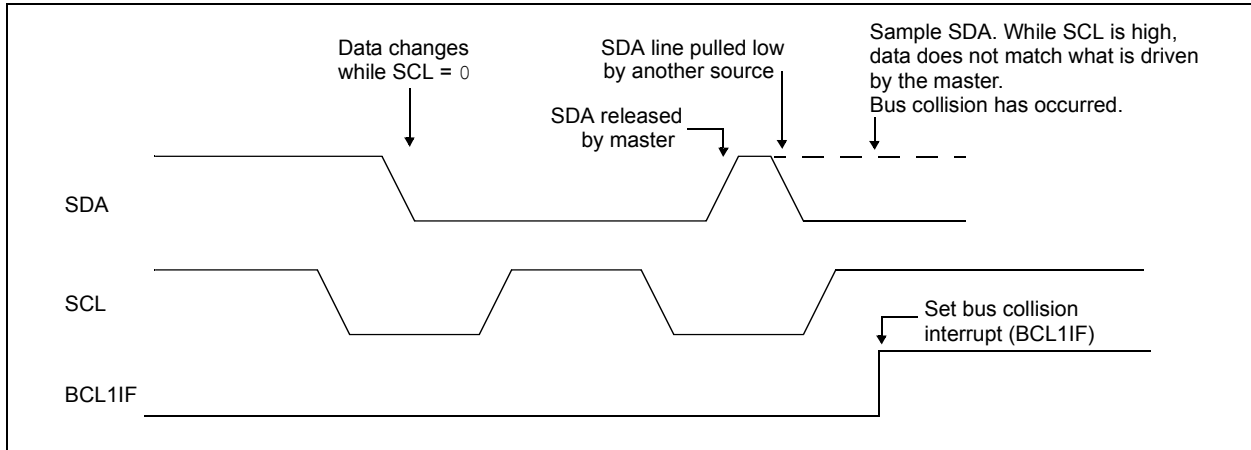 Data changes
while SCL = 0
SDA line pulled low
by another source
Sample SDA. While SCL is high,
data does not match what is driven
by the master.
Bus collision has occurred.
SDA released
by master
SDA
SCL
Set bus collision
interrupt (BCL1IF)
BCL1IF